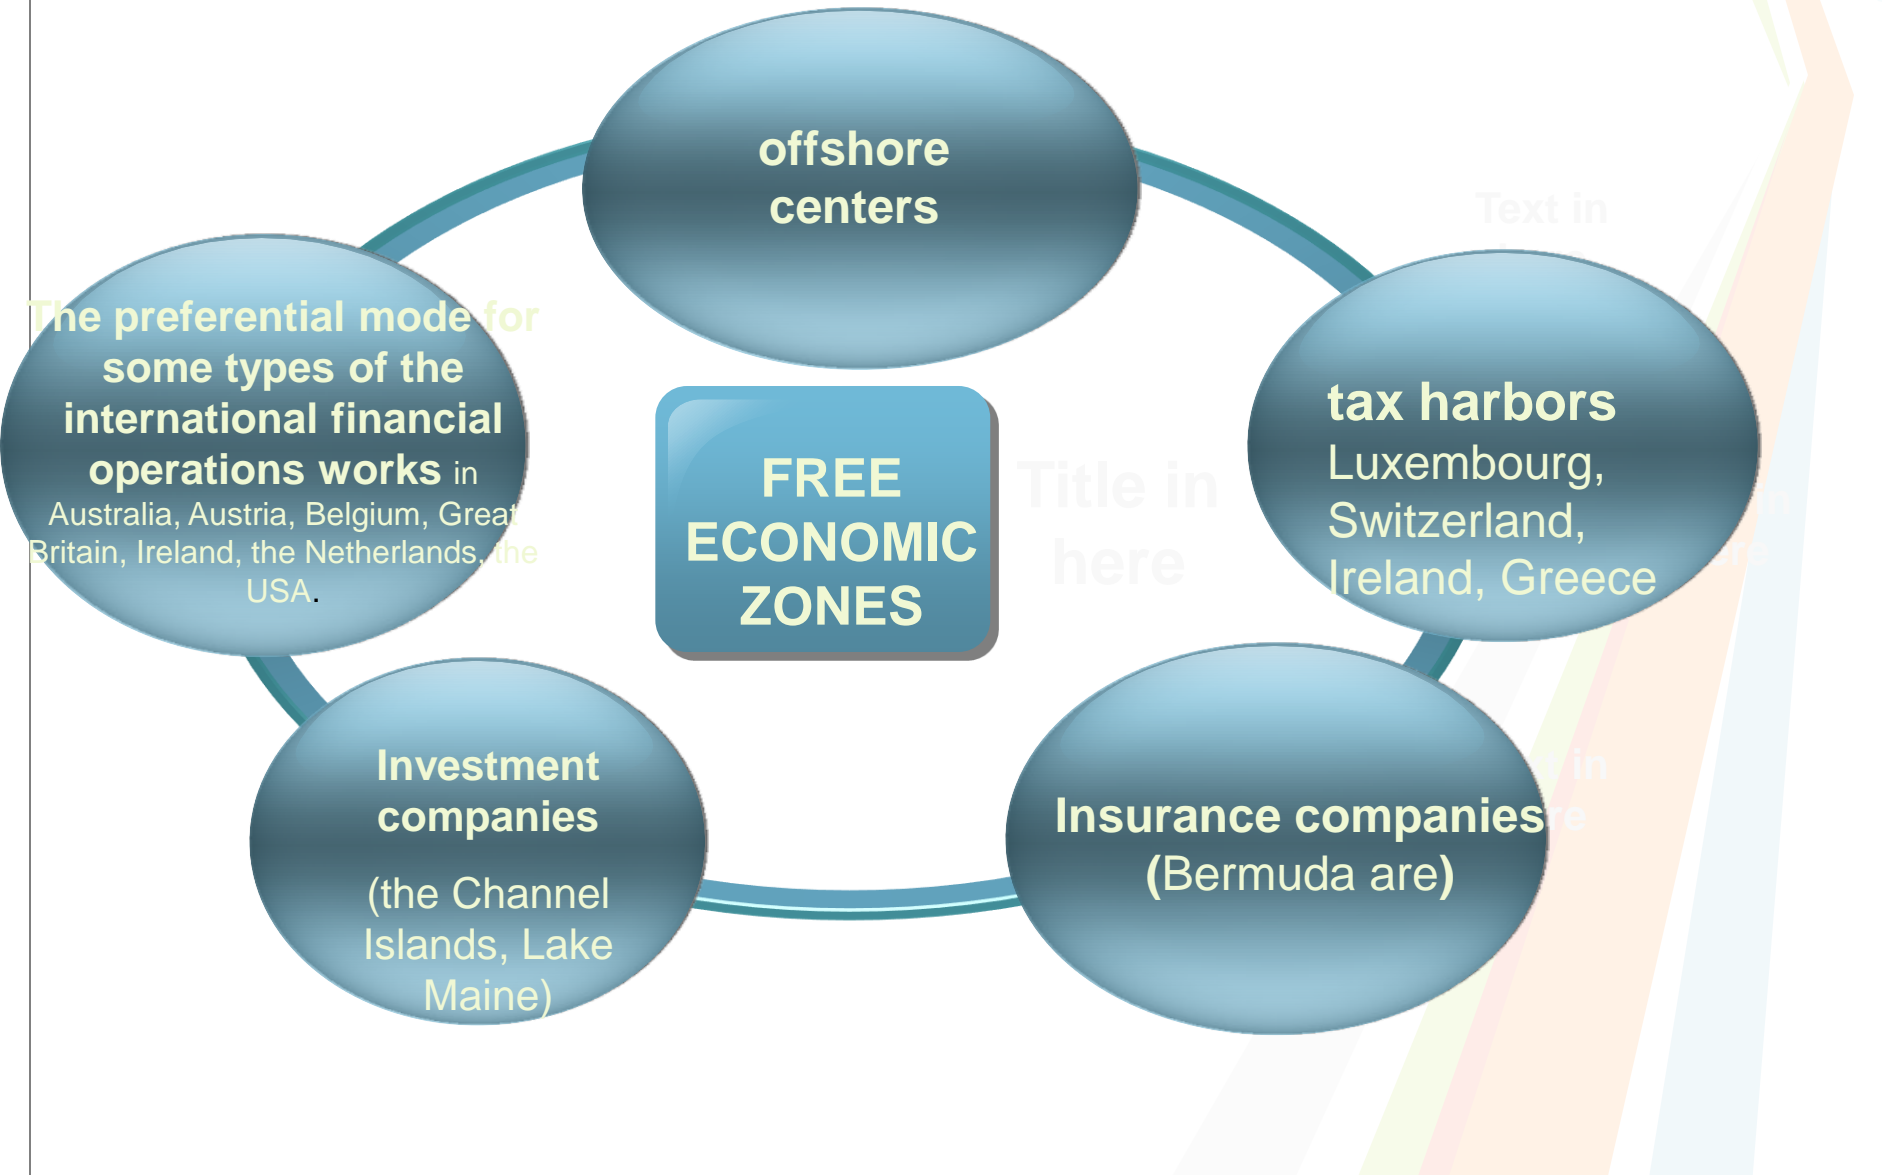 offshore
centers
The preferential mode for
some types of the
international financial
operations works in
Australia, Austria, Belgium, Great
Britain, Ireland, the Netherlands, the
USA.
FREE
ECONOMIC
ZONES
Title in
here
Text in
tax harbors
Luxembourg,
Switzerland,
Ireland, Greece
Investment
companies
(the Channel
Islands, Lake
Maine)
Insurance companies
(Bermuda are)